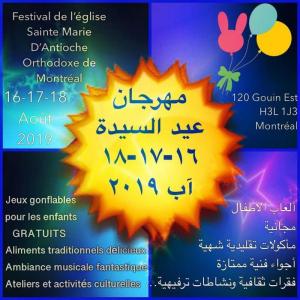 Festival de l'église
Sainte Marie
D'Antioche
Orthodoxe de
Montréal
16-17-18
Août
2019
120 Gouin Est
H3L 1J3
Montréal
مهرجان
عيد السيدة
١٦-١٧-١٨
آب ٢٠١٩
Jeux gonflables
pour les enfants
GRATUITS
Aliments traditionnels délicieux
Ambiance musicale fantastique
Ateliers et activités culturelles
ألعاب الأطفال
مجانية
مأكولات تقليدية شهية
أجواء فنية ممتازة
فقرات ثقافية ونشاطات ترفيهية..